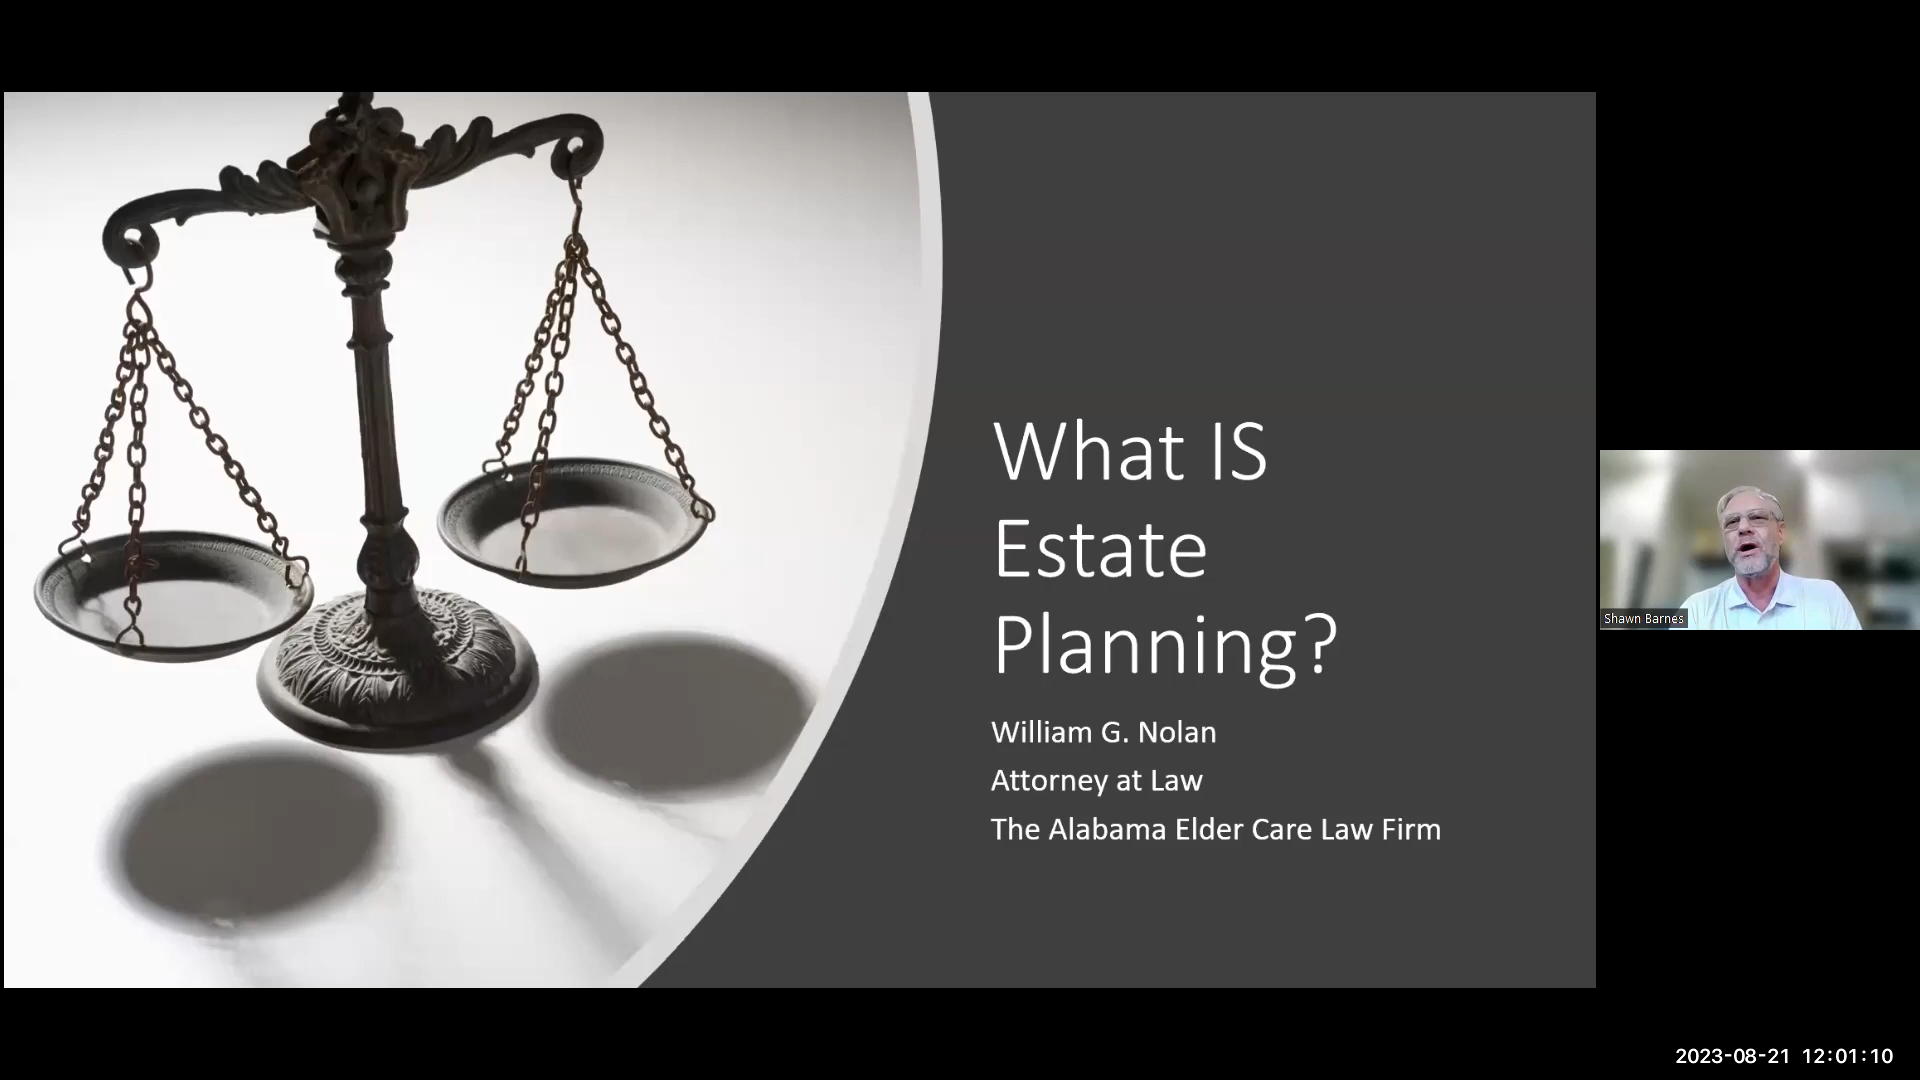 What IS
Estate
Planning?
William G. Nolan
Attorney at Law
The Alabama Elder Care Law Firm
Shawn Barnes
2023-08-21 12:01:10